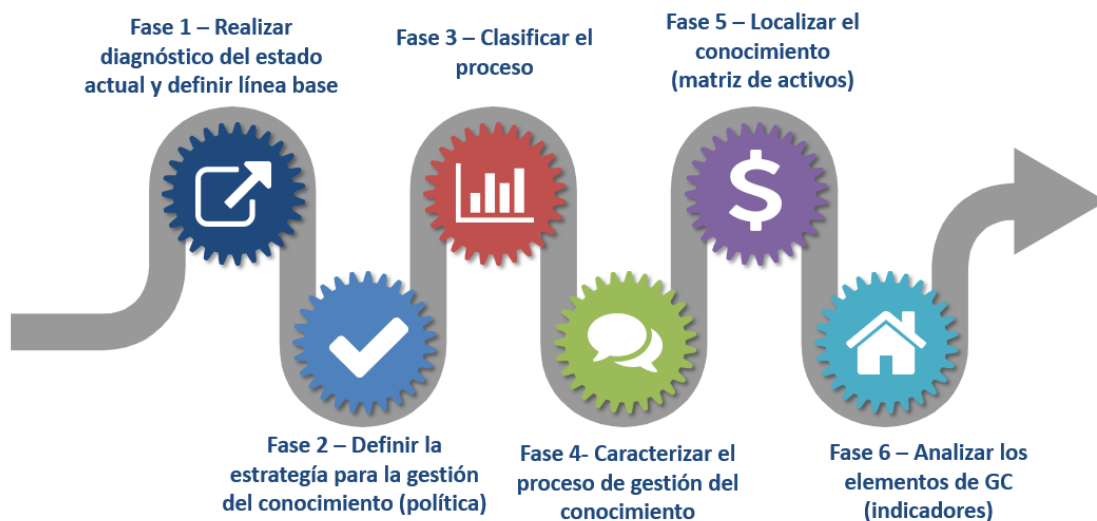 Fase 1 – Realizar
diagnóstico del estado
actual y definir línea base
Fase 2 – Definir la
estrategía para la gestión
del conocimiento (política)
Fase 3 – Clasificar el
proceso
Fase 4- Caracterizar el
proceso de gestión del
conocimiento
Fase 5 – Localizar el
conocimiento
(matriz de activos)
Fase 6 – Analizar los
elementos de GC
(indicadores)